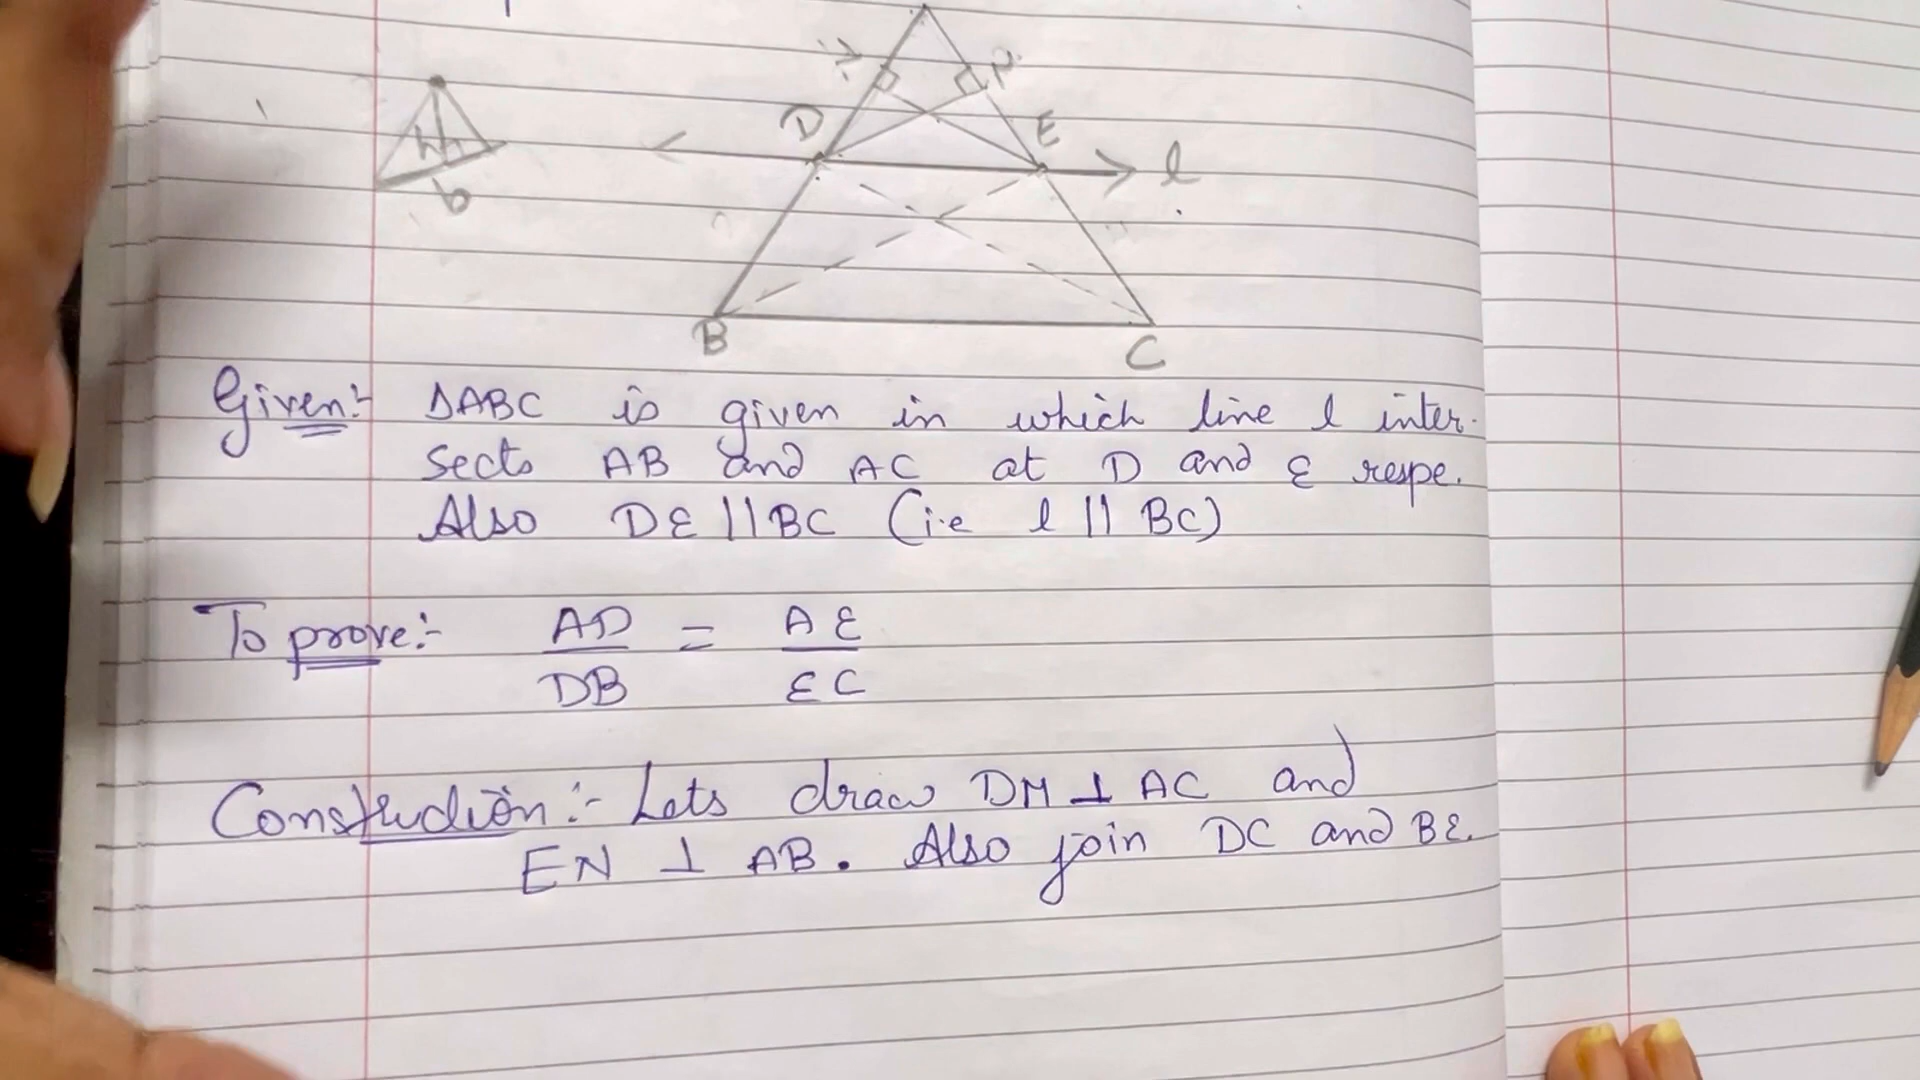 P
D
E
l
h
b
B
C
Given:- ΔABC is given in which line l inter-
sects AB and AC at D and E respe.
Also DE || BC (i.e l || BC)
To prove:- AD/DB = AE/EC
Construction:- Lets draw DM ⊥ AC and
EN ⊥ AB. Also join DC and BE.